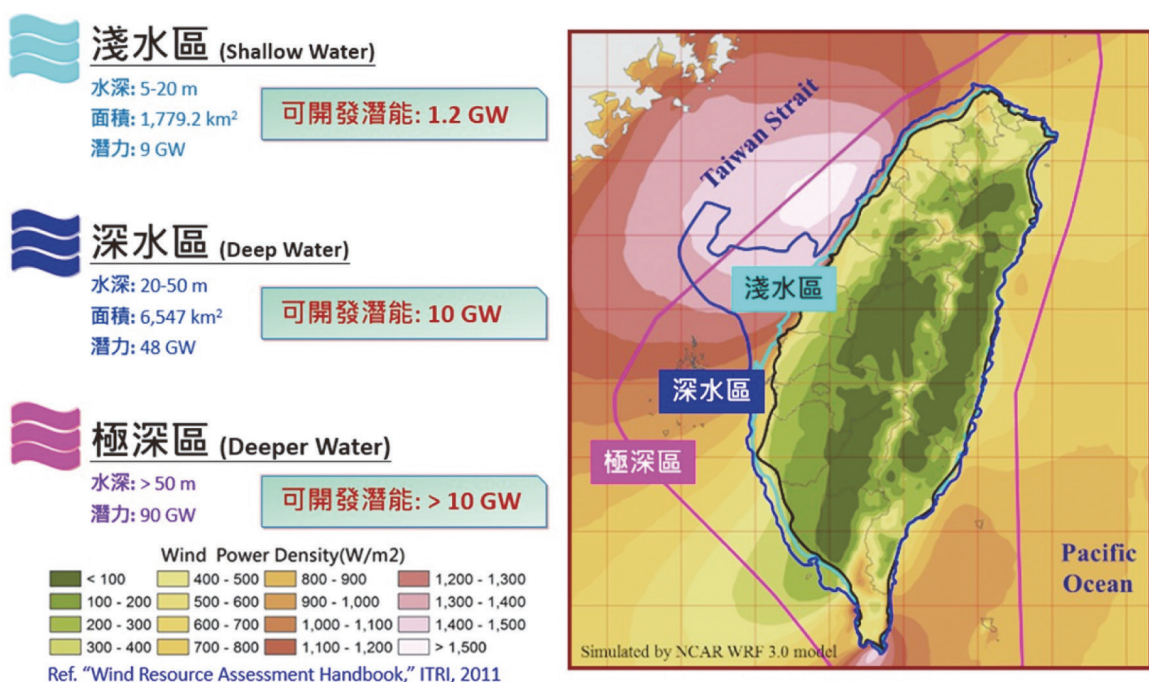 淺水區 (Shallow Water)
水深: 5-20 m
面積: 1,779.2 km²
潛力: 9 GW
可開發潛能: 1.2 GW
深水區 (Deep Water)
水深: 20-50 m
面積: 6,547 km²
潛力: 48 GW
可開發潛能: 10 GW
極深區 (Deeper Water)
水深: > 50 m
潛力: 90 GW
可開發潛能: > 10 GW
Wind Power Density(W/m2)
< 100
100 - 200
200 - 300
300 - 400
400 - 500
500 - 600
600 - 700
700 - 800
800 - 900
900 - 1,000
1,000 - 1,100
1,100 - 1,200
1,200 - 1,300
1,300 - 1,400
1,400 - 1,500
> 1,500
Ref. “Wind Resource Assessment Handbook,” ITRI, 2011
Taiwan Strait
淺水區
深水區
極深區
Pacific
Ocean
Simulated by NCAR WRF 3.0 model